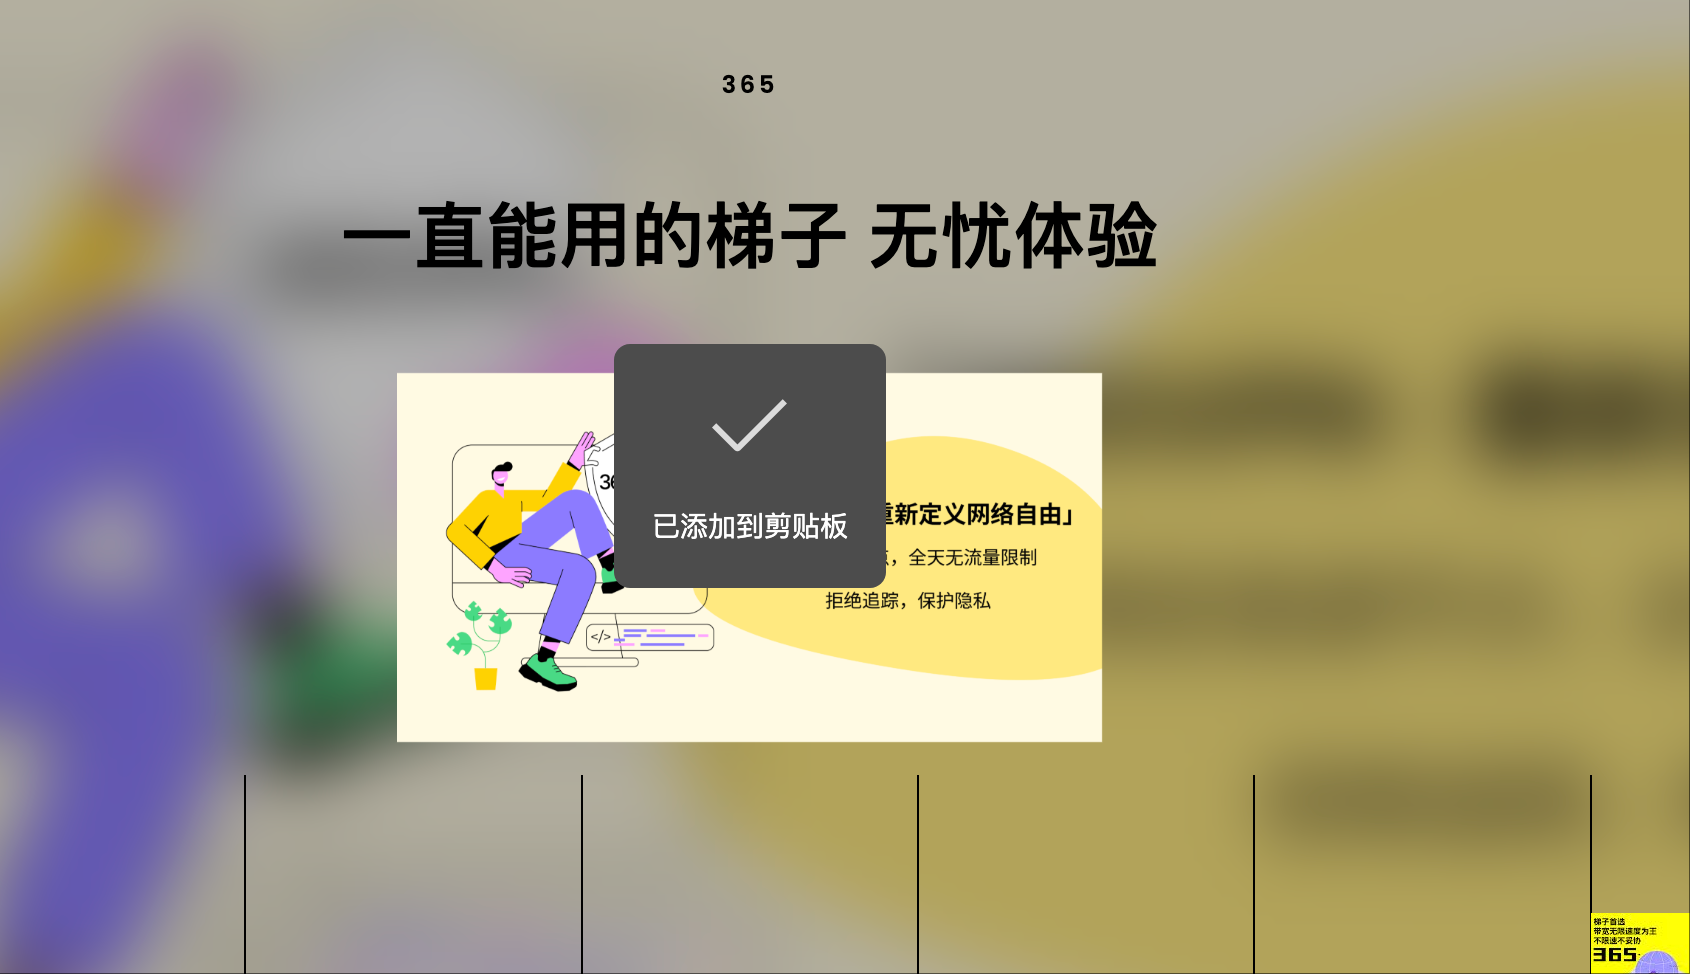 365
一直能用的梯子 无忧体验
36
重新定义网络自由」
，全天无流量限制
拒绝追踪，保护隐私
</>
已添加到剪贴板
梯子首选
带宽无限速度为王
不限速不妥协
365